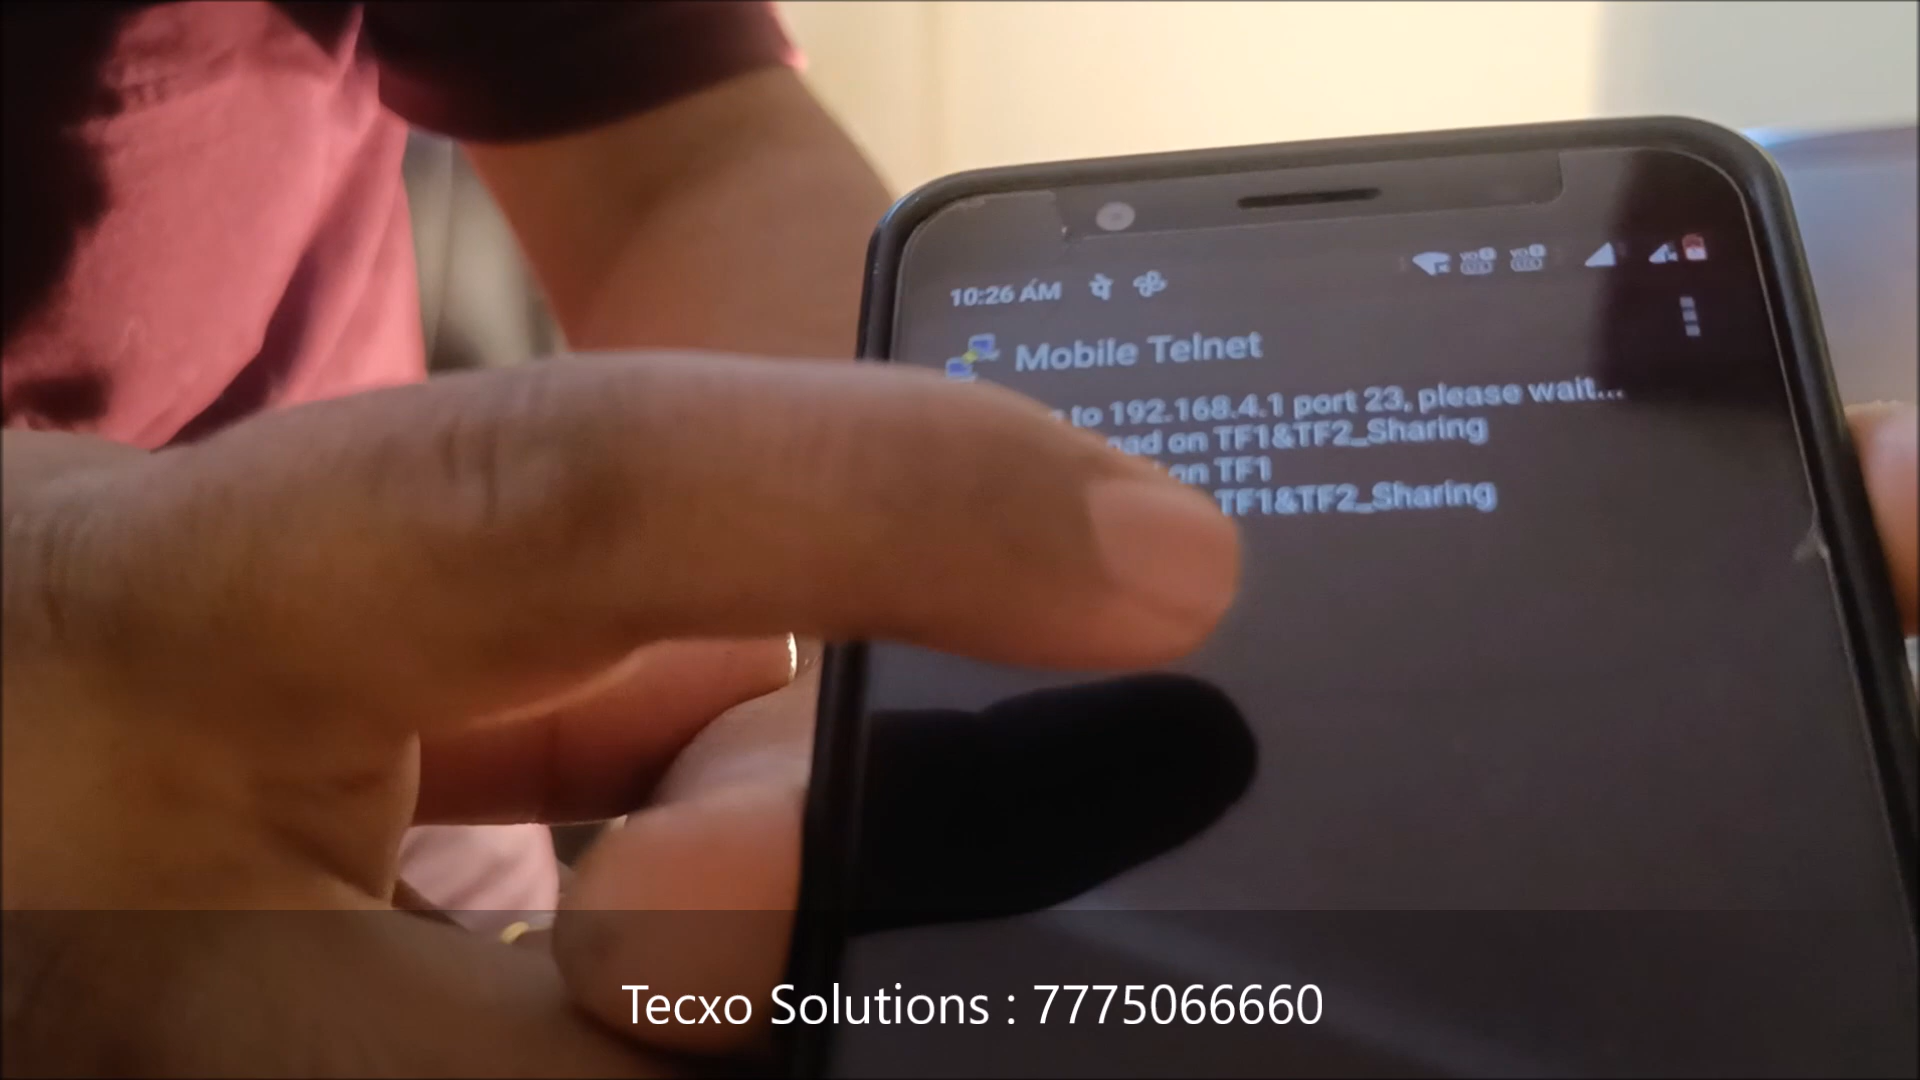 10:26 AM
Mobile Telnet
to 192.168.4.1 port 23, please wait...
on TF1&TF2_Sharing
on TF1
TF1&TF2_Sharing
Tecxo Solutions : 7775066660